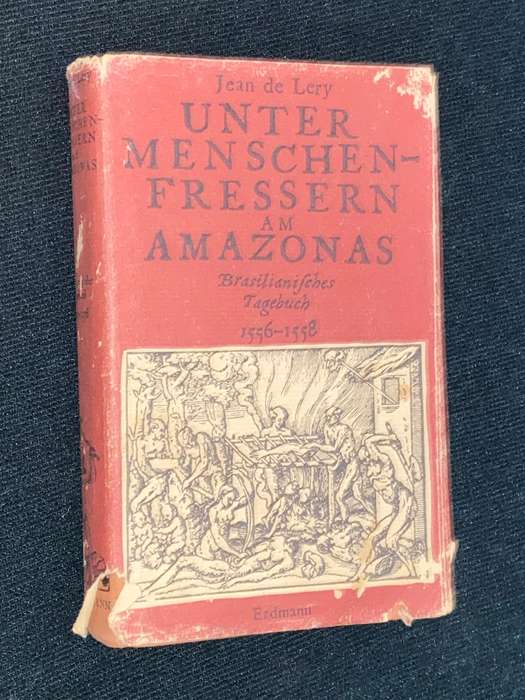 Jean de Lery
UNTER
MENSCHEN-
FRESSERN
AM
AMAZONAS
Brasilianisches
Tagebuch
1556-1558
Erdmann